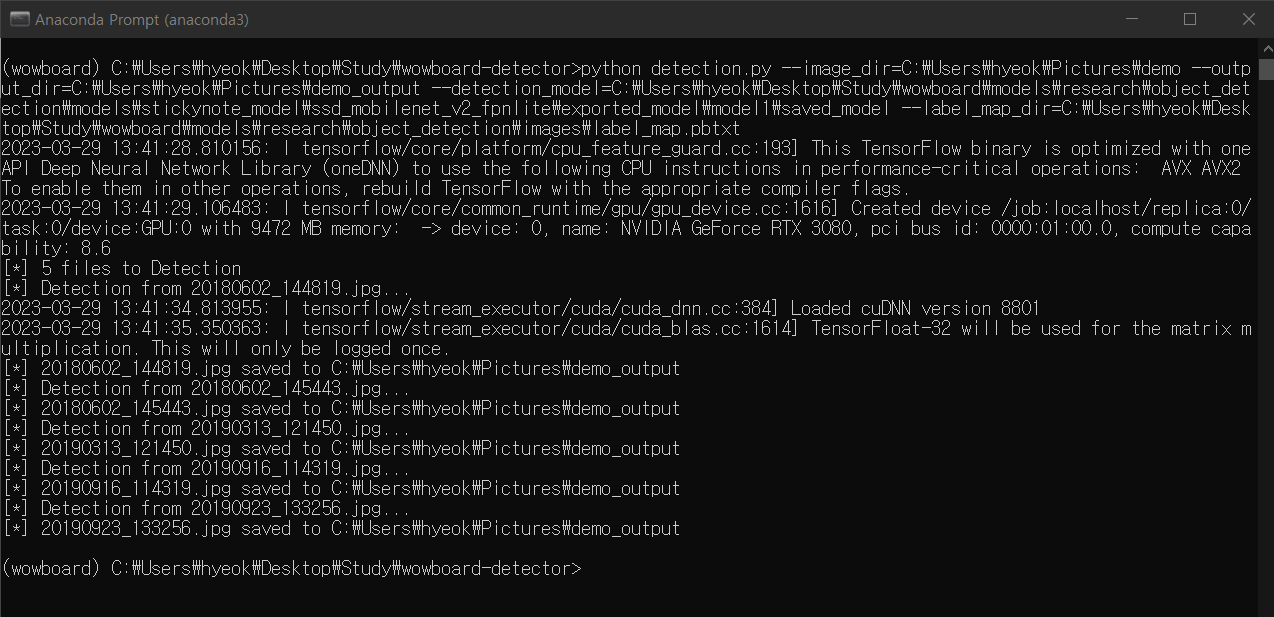 Anaconda Prompt (anaconda3)
(wowboard) C:₩Users₩hyeok₩Desktop₩Study₩wowboard-detector>python detection.py --image_dir=C:₩Users₩hyeok₩Pictures₩demo --outp
ut_dir=C:₩Users₩hyeok₩Pictures₩demo_output --detection_model=C:₩Users₩hyeok₩Desktop₩Study₩wowboard₩models₩research₩object_det
ection₩models₩stickynote_model₩ssd_mobilenet_v2_fpnlite₩exported_model₩model1₩saved_model --label_map_dir=C:₩Users₩hyeok₩Desk
top₩Study₩wowboard₩models₩research₩object_detection₩images₩label_map.pbtxt
2023-03-29 13:41:28.810156: I tensorflow/core/platform/cpu_feature_guard.cc:193] This TensorFlow binary is optimized with one
API Deep Neural Network Library (oneDNN) to use the following CPU instructions in performance-critical operations:  AVX AVX2
To enable them in other operations, rebuild TensorFlow with the appropriate compiler flags.
2023-03-29 13:41:29.106483: I tensorflow/core/common_runtime/gpu/gpu_device.cc:1616] Created device /job:localhost/replica:0/
task:0/device:GPU:0 with 9472 MB memory:  -> device: 0, name: NVIDIA GeForce RTX 3080, pci bus id: 0000:01:00.0, compute capa
bility: 8.6
[*] 5 files to Detection
[*] Detection from 20180602_144819.jpg...
2023-03-29 13:41:34.813955: I tensorflow/stream_executor/cuda/cuda_dnn.cc:384] Loaded cuDNN version 8801
2023-03-29 13:41:35.350363: I tensorflow/stream_executor/cuda/cuda_blas.cc:1614] TensorFloat-32 will be used for the matrix m
ultiplication. This will only be logged once.
[*] 20180602_144819.jpg saved to C:₩Users₩hyeok₩Pictures₩demo_output
[*] Detection from 20180602_145443.jpg...
[*] 20180602_145443.jpg saved to C:₩Users₩hyeok₩Pictures₩demo_output
[*] Detection from 20190313_121450.jpg...
[*] 20190313_121450.jpg saved to C:₩Users₩hyeok₩Pictures₩demo_output
[*] Detection from 20190916_114319.jpg...
[*] 20190916_114319.jpg saved to C:₩Users₩hyeok₩Pictures₩demo_output
[*] Detection from 20190923_133256.jpg...
[*] 20190923_133256.jpg saved to C:₩Users₩hyeok₩Pictures₩demo_output
(wowboard) C:₩Users₩hyeok₩Desktop₩Study₩wowboard-detector>